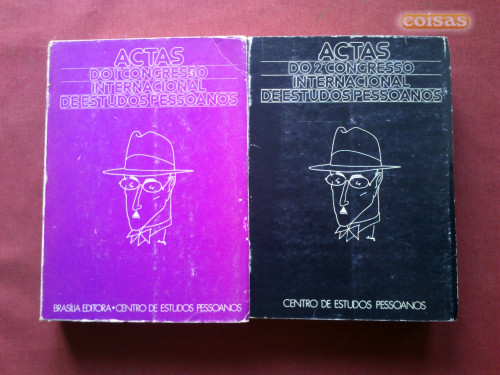 coisas
ACTAS
DO 1º CONGRESSO
INTERNACIONAL
DE ESTUDOS PESSOANOS
BRASÍLIA EDITORA • CENTRO DE ESTUDOS PESSOANOS
ACTAS
DO 2º CONGRESSO
INTERNACIONAL
DE ESTUDOS PESSOANOS
CENTRO DE ESTUDOS PESSOANOS